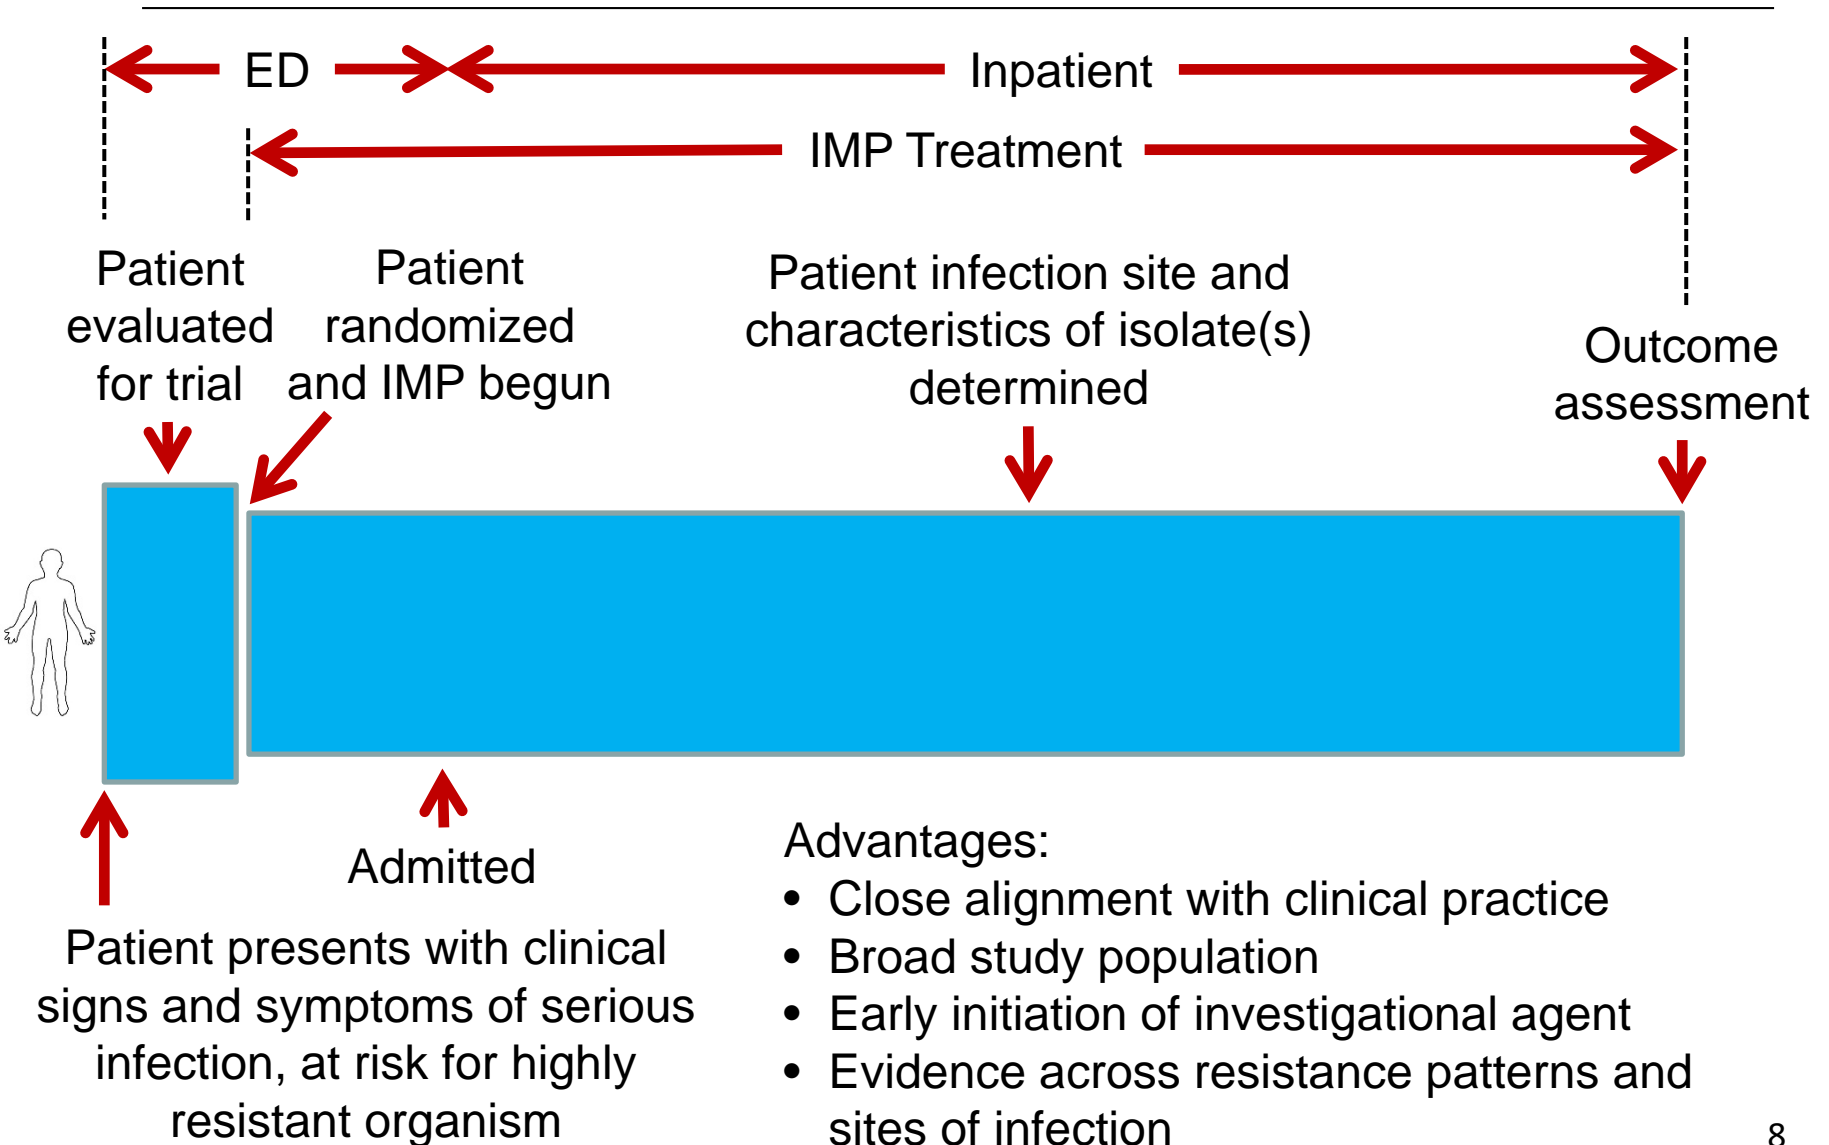 ED
Inpatient
IMP Treatment
Patient
evaluated
for trial
Patient
randomized
and IMP begun
Patient infection site and
characteristics of isolate(s)
determined
Outcome
assessment
Admitted
Patient presents with clinical
signs and symptoms of serious
infection, at risk for highly
resistant organism
Advantages:
• Close alignment with clinical practice
• Broad study population
• Early initiation of investigational agent
• Evidence across resistance patterns and
sites of infection
8